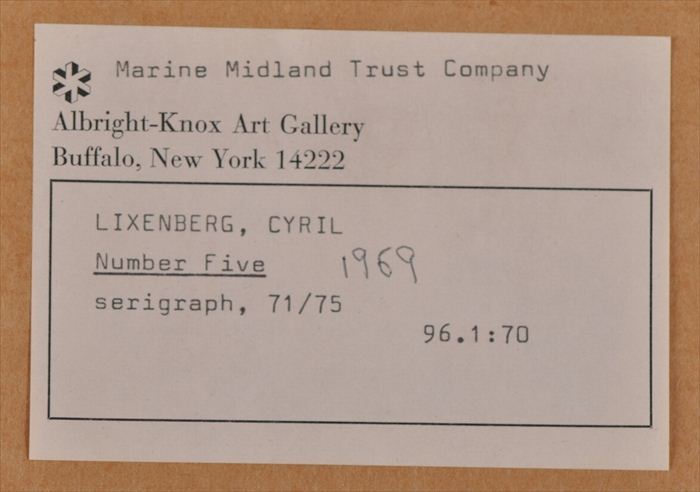 Marine Midland Trust Company
Albright-Knox Art Gallery
Buffalo, New York 14222
LIXENBERG, CYRIL
Number Five 1969
serigraph, 71/75
96.1:70